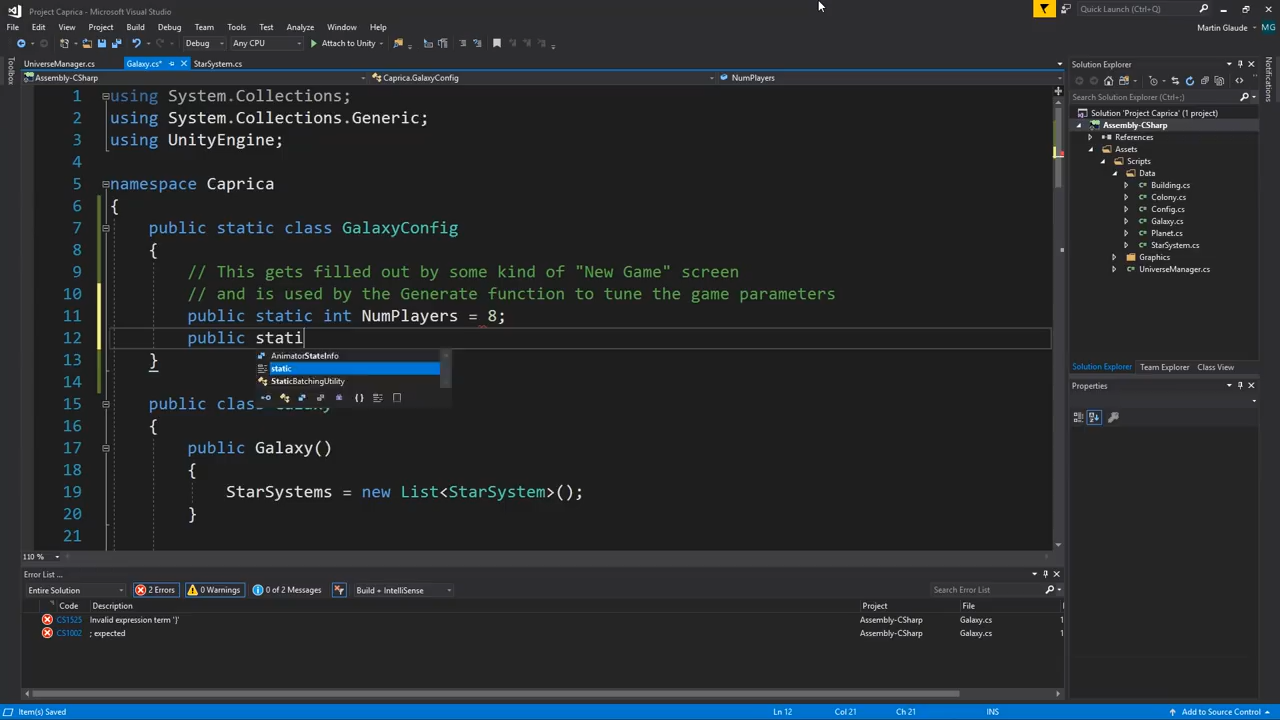 Project Caprica - Microsoft Visual Studio
Quick Launch (Ctrl+Q)
File Edit View Project Build Debug Team Tools Test Analyze Window Help
Martin Glaude MG
Debug Any CPU Attach to Unity
Toolbox
UniverseManager.cs Galaxy.cs* StarSystem.cs
Assembly-CSharp Caprica.GalaxyConfig NumPlayers
1 using System.Collections;
2 using System.Collections.Generic;
3 using UnityEngine;
4
5 namespace Caprica
6 {
7 public static class GalaxyConfig
8 {
9 // This gets filled out by some kind of "New Game" screen
10 // and is used by the Generate function to tune the game parameters
11 public static int NumPlayers = 8;
12 public stati
AnimatorStateInfo
static
StaticBatchingUtility
13 }
14
15 public class Galaxy
16 {
17 public Galaxy()
18 {
19 StarSystems = new List<StarSystem>();
20 }
21
110 %
Error List ...
Entire Solution 2 Errors 0 Warnings 0 of 2 Messages Build + IntelliSense Search Error List
Code Description Project File
CS1525 Invalid expression term '}' Assembly-CSharp Galaxy.cs 1
CS1002 ; expected Assembly-CSharp Galaxy.cs 1
Solution Explorer
Search Solution Explorer (Ctrl+;)
Solution 'Project Caprica' (1 project)
Assembly-CSharp
References
Assets
Scripts
Data
Building.cs
Colony.cs
Config.cs
Galaxy.cs
Planet.cs
StarSystem.cs
Graphics
UniverseManager.cs
Solution Explorer Team Explorer Class View
Properties
Notifications
Item(s) Saved Ln 12 Col 21 Ch 21 INS Add to Source Control